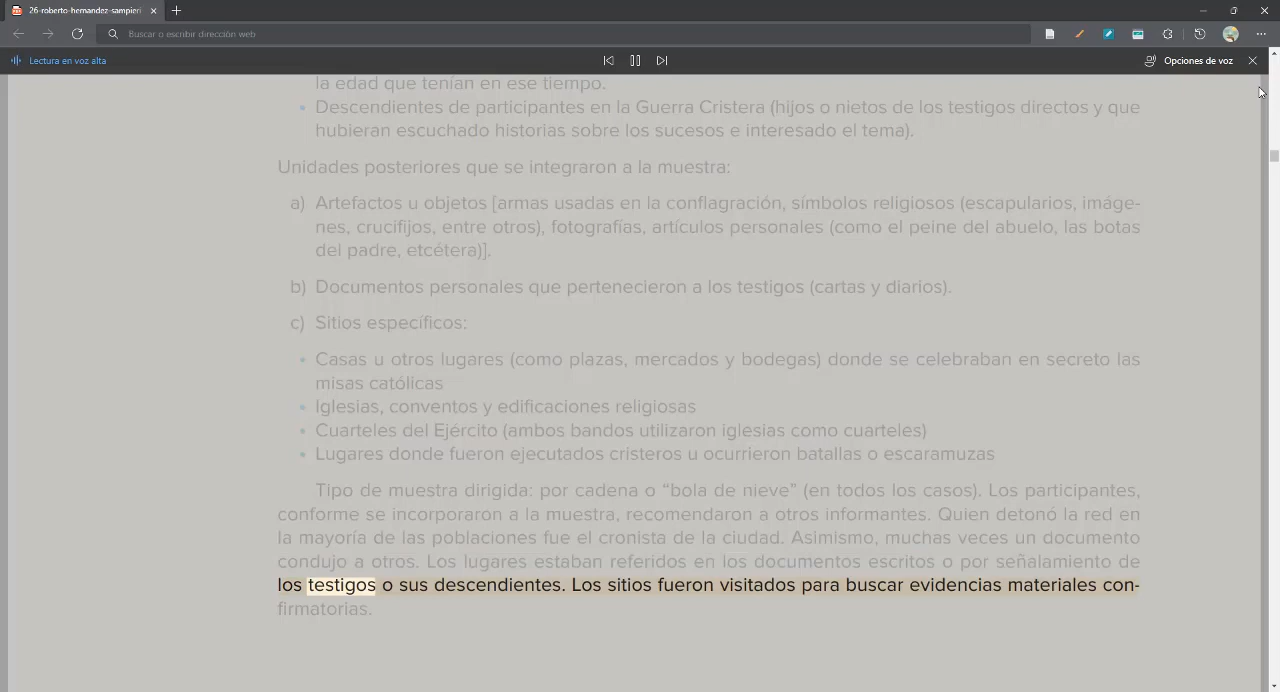 26-roberto-hernandez-sampieri
Buscar o escribir dirección web
Lectura en voz alta
Opciones de voz
la edad que tenían en ese tiempo.
• Descendientes de participantes en la Guerra Cristera (hijos o nietos de los testigos directos y que
hubieran escuchado historias sobre los sucesos e interesado el tema).
Unidades posteriores que se integraron a la muestra:
a) Artefactos u objetos [armas usadas en la conflagración, símbolos religiosos (escapularios, imáge-
nes, crucifijos, entre otros), fotografías, artículos personales (como el peine del abuelo, las botas
del padre, etcétera)].
b) Documentos personales que pertenecieron a los testigos (cartas y diarios).
c) Sitios específicos:
• Casas u otros lugares (como plazas, mercados y bodegas) donde se celebraban en secreto las
misas católicas
• Iglesias, conventos y edificaciones religiosas
• Cuarteles del Ejército (ambos bandos utilizaron iglesias como cuarteles)
• Lugares donde fueron ejecutados cristeros u ocurrieron batallas o escaramuzas
Tipo de muestra dirigida: por cadena o “bola de nieve” (en todos los casos). Los participantes,
conforme se incorporaron a la muestra, recomendaron a otros informantes. Quien detonó la red en
la mayoría de las poblaciones fue el cronista de la ciudad. Asimismo, muchas veces un documento
condujo a otros. Los lugares estaban referidos en los documentos escritos o por señalamiento de
los testigos o sus descendientes. Los sitios fueron visitados para buscar evidencias materiales con-
firmatorias.